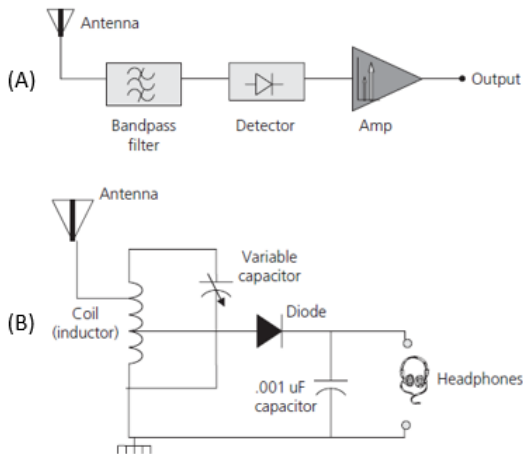 Antenna
(A)
Output
Bandpass
filter
Detector
Amp
Antenna
Variable
capacitor
Coil
(inductor)
(B)
Diode
.001 uF
capacitor
Headphones